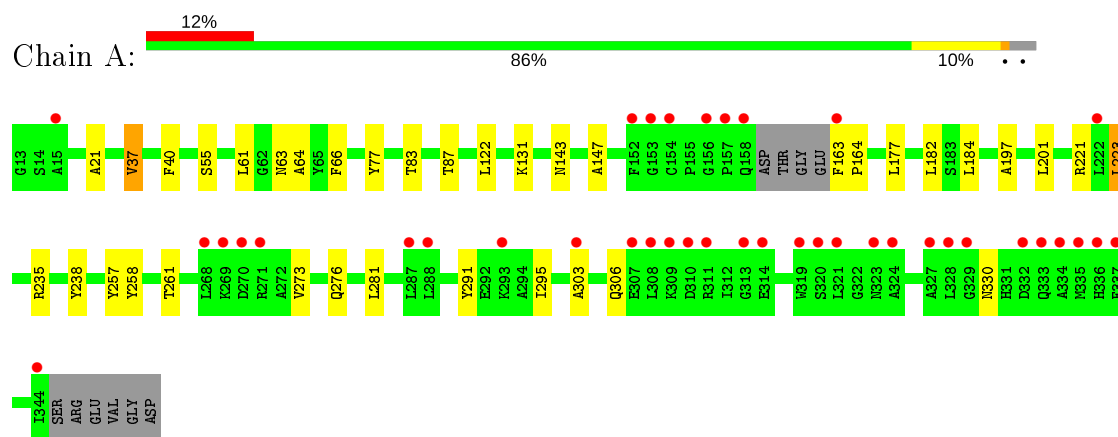 12%
Chain A:
86% 10% • •
G13 S14 A15 A21 V37 F40 S55 L61 G62 N63 A64 Y65 F66 Y77 T83 T87 L122 K131 N143 A147 F152 G153 C154 P155 G156 P157 Q158 ASP THR GLY GLU F163 P164 L177 L182 S183 L184 A197 L201 R221 L222
R235 Y238 Y257 Y258 T261 L268 K269 D270 R271 A272 V273 Q276 L281 L287 L288 Y291 E292 K293 A294 I295 A303 Q306 E307 L308 K309 D310 R311 I312 G313 E314 W319 S320 L321 G322 N323 A324 A327 L328 G329 N330 H331 D332 Q333 A334 M335 H336
I344 SER ARG GLU VAL GLY ASP